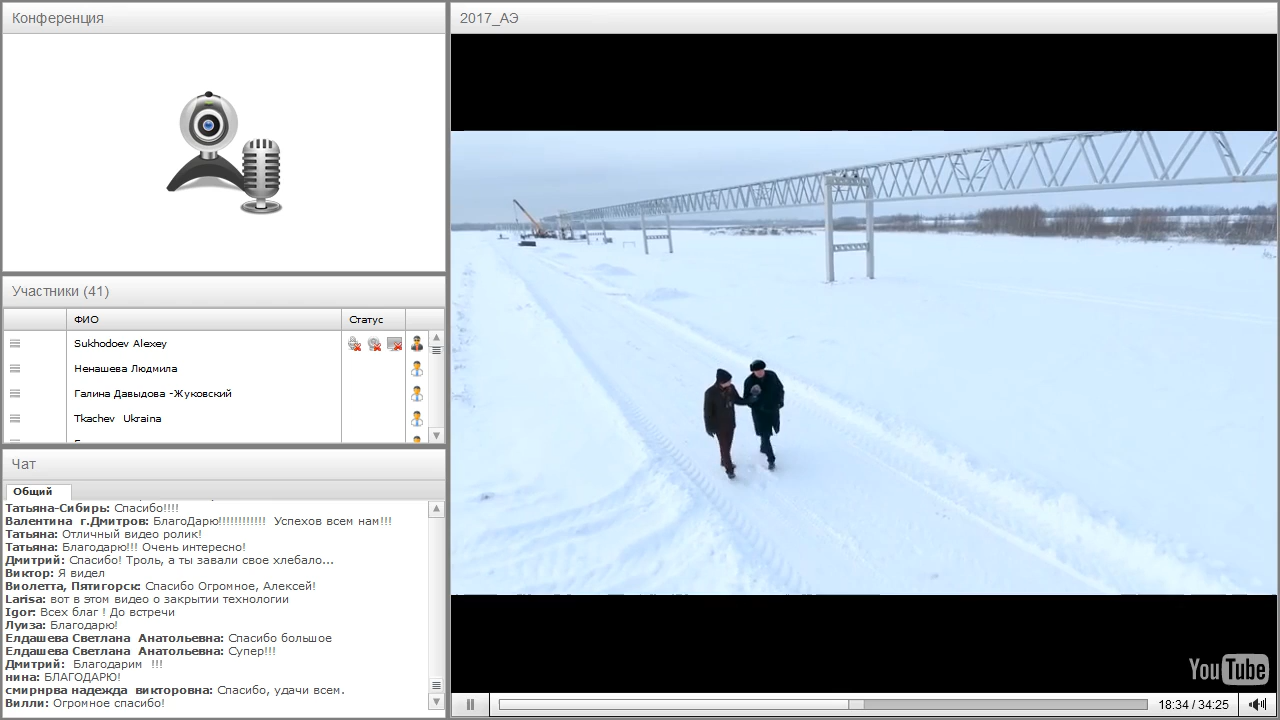 Конференция
2017_АЭ
Участники (41)
ФИО
Статус
Sukhodoev Alexey
Ненашева Людмила
Галина Давыдова -Жуковский
Tkachev Ukraina
Чат
Общий
Татьяна-Сибирь: Спасибо!!!!
Валентина г.Дмитров: БлагоДарю!!!!!!!!!!!! Успехов всем нам!!!
Татьяна: Отличный видео ролик!
Татьяна: Благодарю!!! Очень интересно!
Дмитрий: Спасибо! Троль, а ты завали свое хлебало...
Виктор: Я видел
Виолетта, Пятигорск: Спасибо Огромное, Алексей!
Larisa: вот в этом видео о закрытии технологии
Igor: Всех благ ! До встречи
Луиза: Благодарю!
Елдашева Светлана Анатольевна: Спасибо большое
Елдашева Светлана Анатольевна: Супер!!!
Дмитрий: Благодарим !!!
нина: БЛАГОДАРЮ!
смирнрва надежда викторовна: Спасибо, удачи всем.
Вилли: Огромное спасибо!
YouTube
18:34 / 34:25